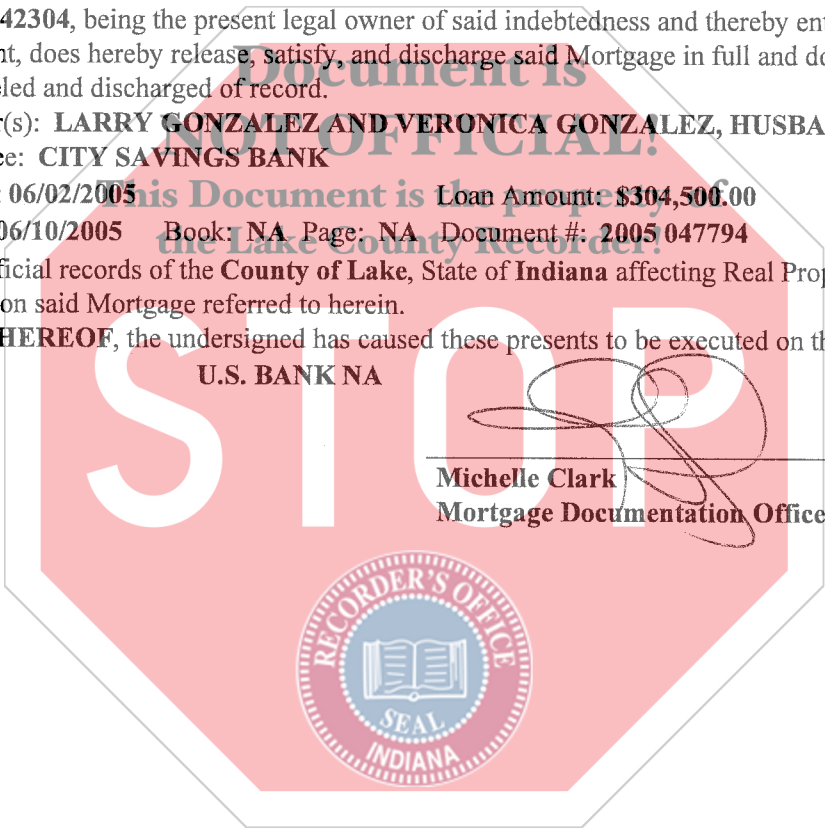 42304, being the present legal owner of said indebtedness and thereby ent
nt, does hereby release, satisfy, and discharge said Mortgage in full and do
led and discharged of record.
r(s): LARRY GONZALEZ AND VERONICA GONZALEZ, HUSBA
ee: CITY SAVINGS BANK
: 06/02/2005 Loan Amount: $304,500.00
06/10/2005 Book: NA Page: NA Document #: 2005 047794
ficial records of the County of Lake, State of Indiana affecting Real Prop
on said Mortgage referred to herein.
HEREOF, the undersigned has caused these presents to be executed on th
U.S. BANK NA
Michelle Clark
Mortgage Documentation Office
Document is
NOT OFFICIAL!
This Document is the property of
the Lake County Recorder!
STOP
RECORDER'S OFFICE
SEAL
INDIANA